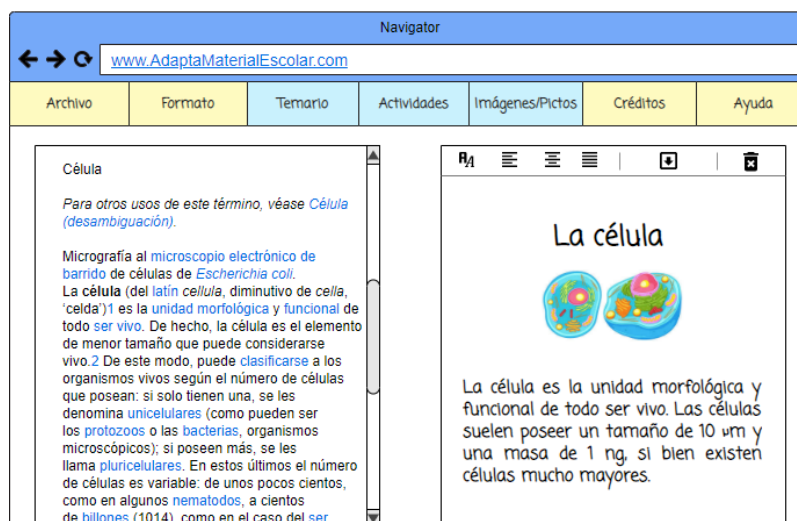 Navigator
www.AdaptaMaterialEscolar.com
Archivo Formato Temario Actividades Imágenes/Pictos Créditos Ayuda
Célula
Para otros usos de este término, véase Célula
(desambiguación).
Micrografía al microscopio electrónico de
barrido de células de Escherichia coli.
La célula (del latín cellula, diminutivo de cella,
‘celda’)1 es la unidad morfológica y funcional de
todo ser vivo. De hecho, la célula es el elemento
de menor tamaño que puede considerarse
vivo.2 De este modo, puede clasificarse a los
organismos vivos según el número de células
que posean: si solo tienen una, se les
denomina unicelulares (como pueden ser
los protozoos o las bacterias, organismos
microscópicos); si poseen más, se les
llama pluricelulares. En estos últimos el número
de células es variable: de unos pocos cientos,
como en algunos nematodos, a cientos
de billones (1014), como en el caso del ser
La célula
La célula es la unidad morfológica y
funcional de todo ser vivo. Las células
suelen poseer un tamaño de 10 µm y
una masa de 1 ng, si bien existen
células mucho mayores.